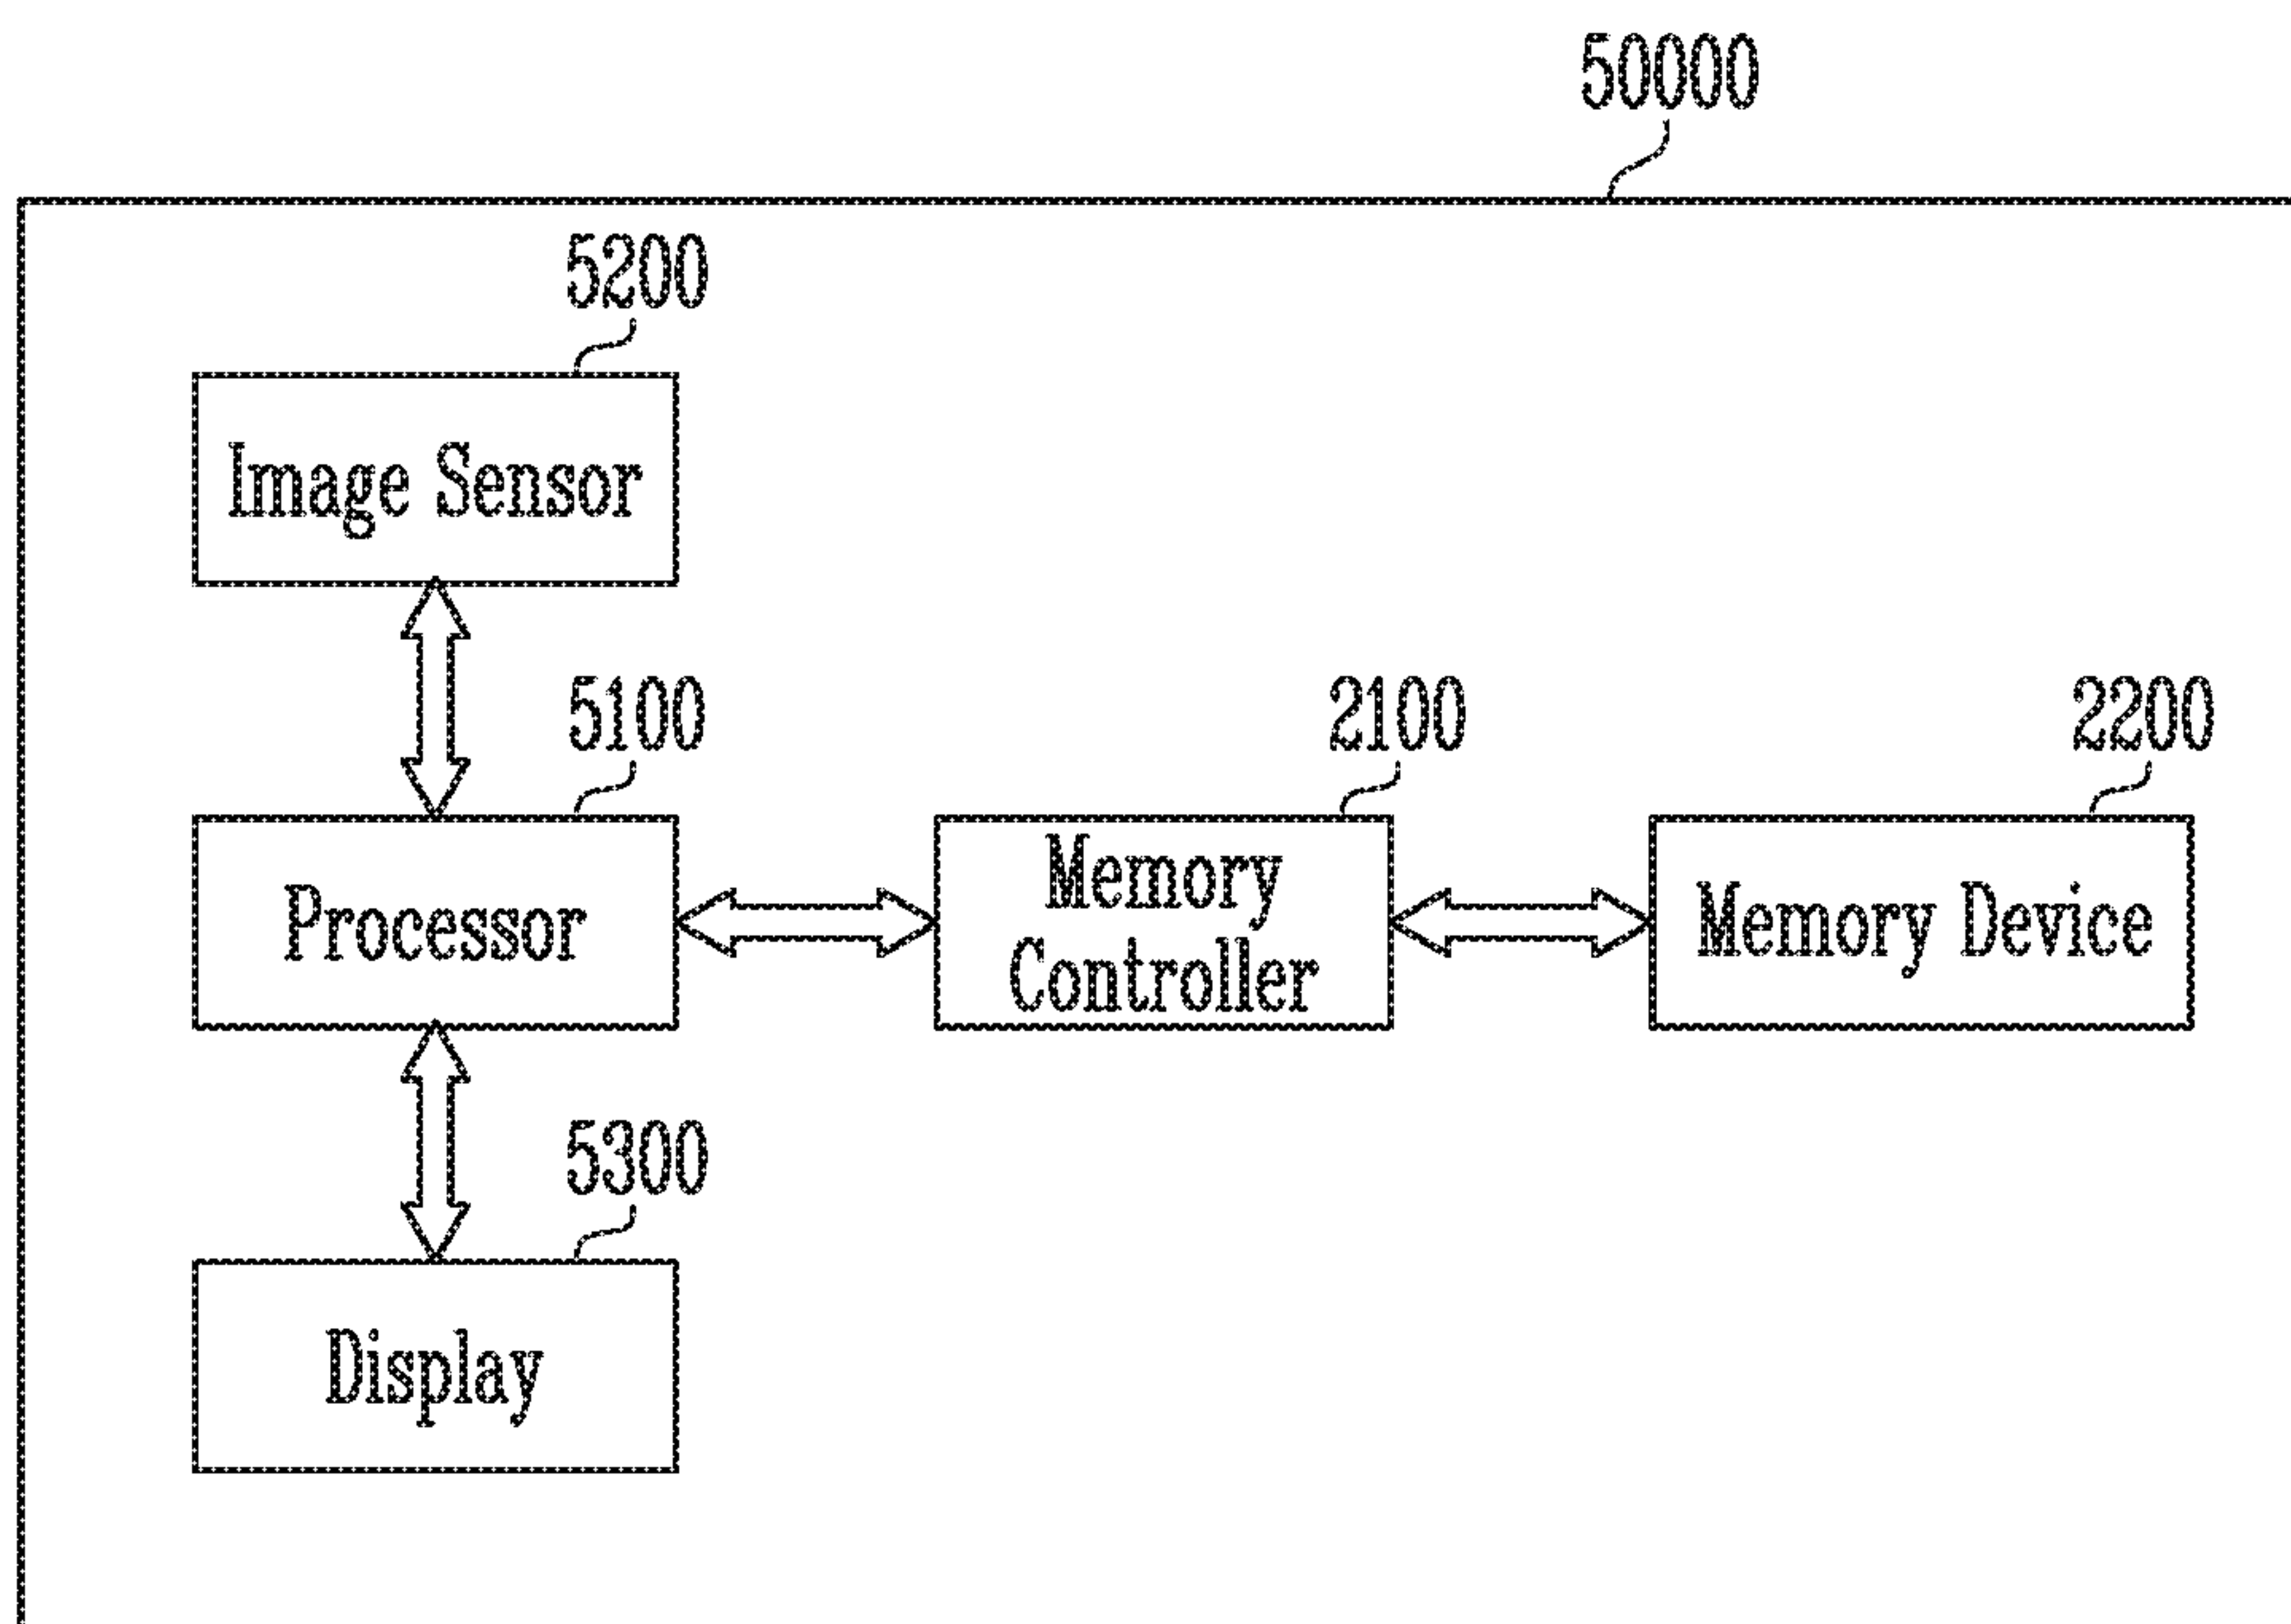 50000
5200
Image Sensor
5100
2100
2200
Processor
Memory
Controller
Memory Device
5300
Display